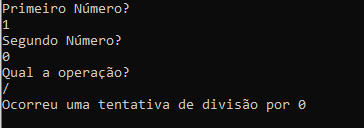 Primeiro Número?
1
Segundo Número?
0
Qual a operação?
/
Ocorreu uma tentativa de divisão por 0